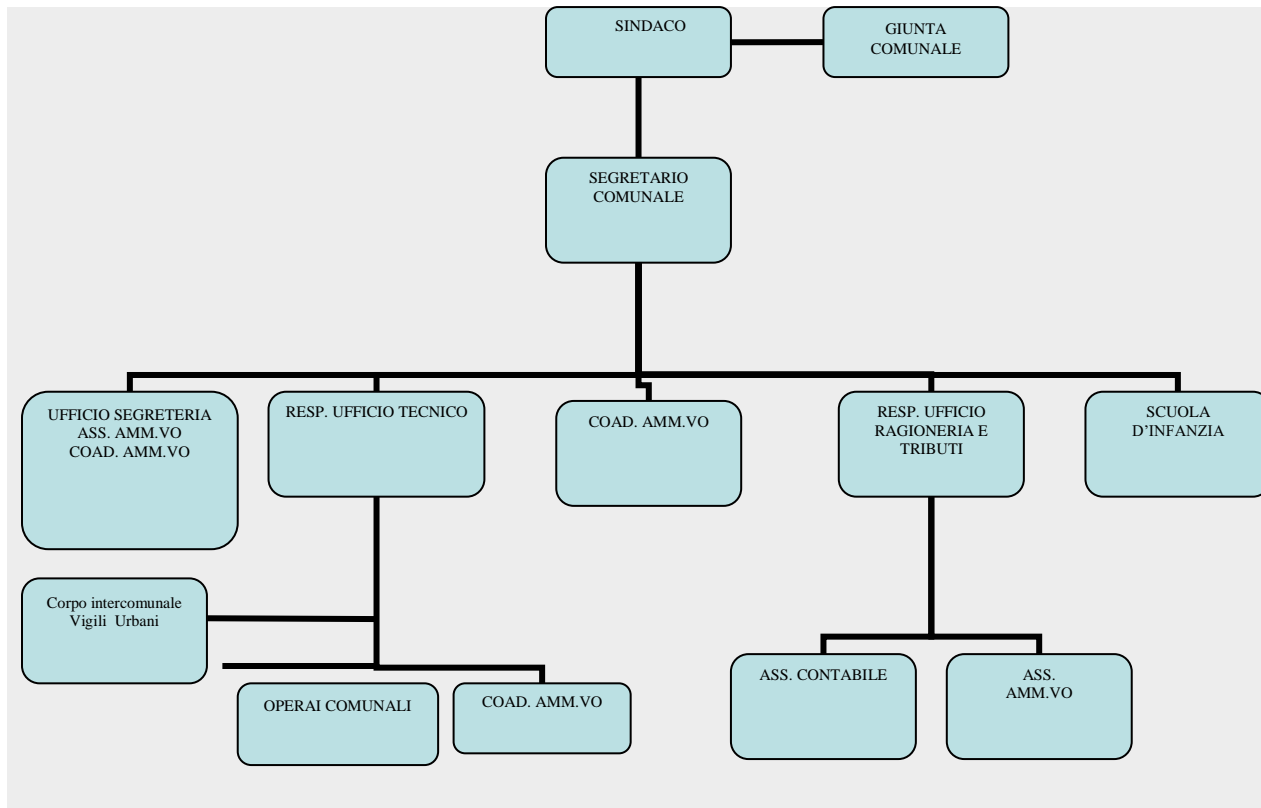 SINDACO
GIUNTA
COMUNALE
SEGRETARIO
COMUNALE
UFFICIO SEGRETERIA
ASS. AMM.VO
COAD. AMM.VO
RESP. UFFICIO TECNICO
COAD. AMM.VO
RESP. UFFICIO
RAGIONERIA E
TRIBUTI
SCUOLA
D’INFANZIA
Corpo intercomunale
Vigili Urbani
OPERAI COMUNALI
COAD. AMM.VO
ASS. CONTABILE
ASS.
AMM.VO